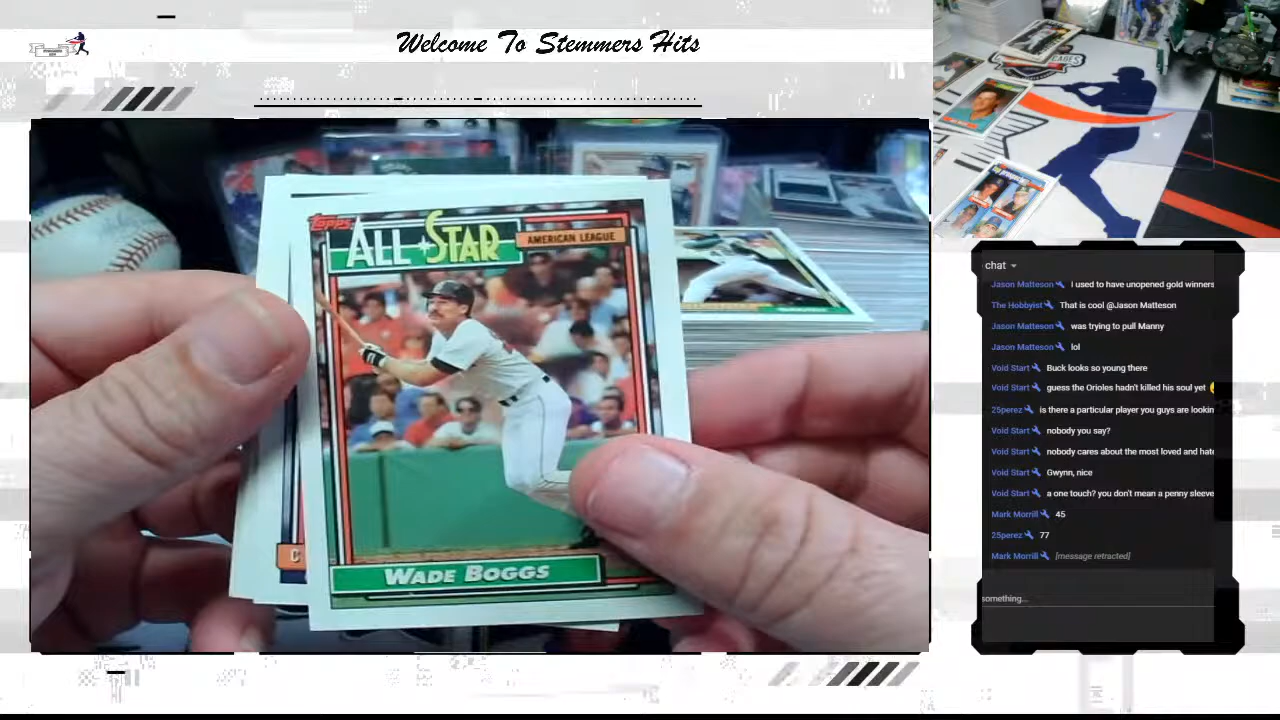 Welcome To Stemmers Hits
TOPPS
ALL STAR
AMERICAN LEAGUE
C
WADE BOGGS
chat
Jason Matteson I used to have unopened gold winners
The Hobbyist That is cool @Jason Matteson
Jason Matteson was trying to pull Manny
Jason Matteson lol
Void Start Buck looks so young there
Void Start guess the Orioles hadn't killed his soul yet
25perez is there a particular player you guys are lookin
Void Start nobody you say?
Void Start nobody cares about the most loved and hate
Void Start Gwynn, nice
Void Start a one touch? you don't mean a penny sleeve
Mark Morrill 45
25perez 77
Mark Morrill [message retracted]
something...